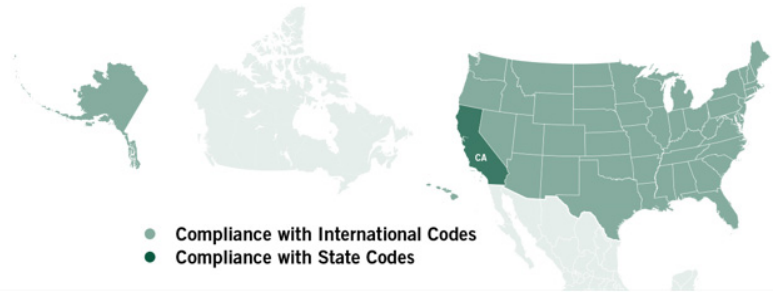 CA
Compliance with International Codes
Compliance with State Codes